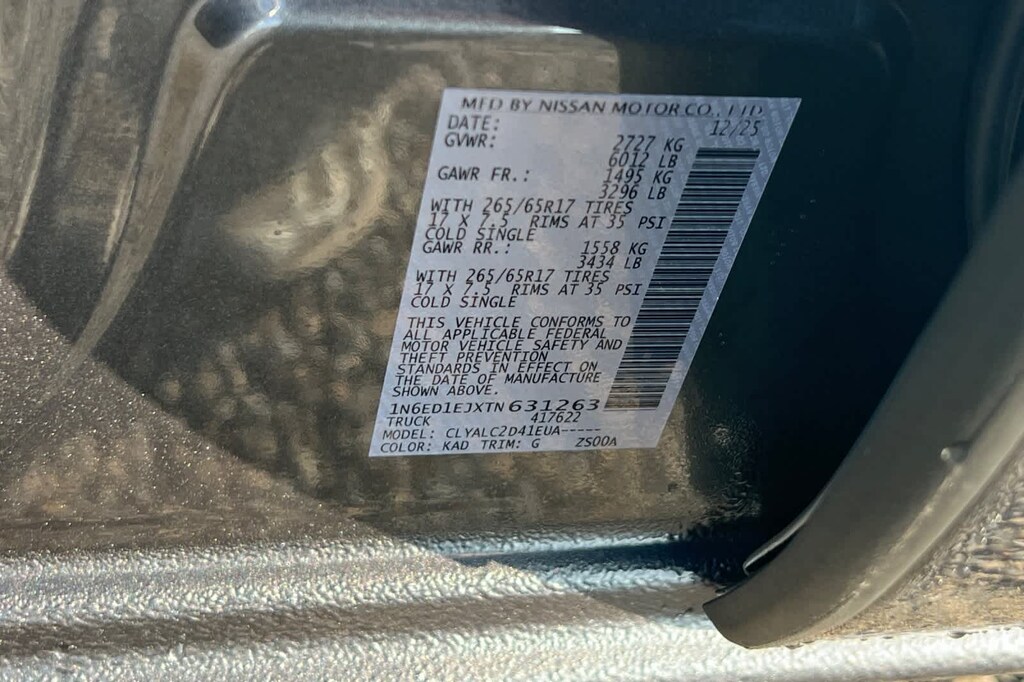 MFD BY NISSAN MOTOR CO., LTD
DATE: 12/25
GVWR: 2727 KG
6012 LB
GAWR FR.: 1495 KG
3296 LB
WITH 265/65R17 TIRES
17 X 7.5 RIMS AT 35 PSI
COLD SINGLE
GAWR RR.: 1558 KG
3434 LB
WITH 265/65R17 TIRES
17 X 7.5 RIMS AT 35 PSI
COLD SINGLE
THIS VEHICLE CONFORMS TO
ALL APPLICABLE FEDERAL
MOTOR VEHICLE SAFETY AND
THEFT PREVENTION
STANDARDS IN EFFECT ON
THE DATE OF MANUFACTURE
SHOWN ABOVE.
1N6ED1EJXTN631263
TRUCK 417622
MODEL: CLYALC2D41EUA-----
COLOR: KAD TRIM: G ZS00A